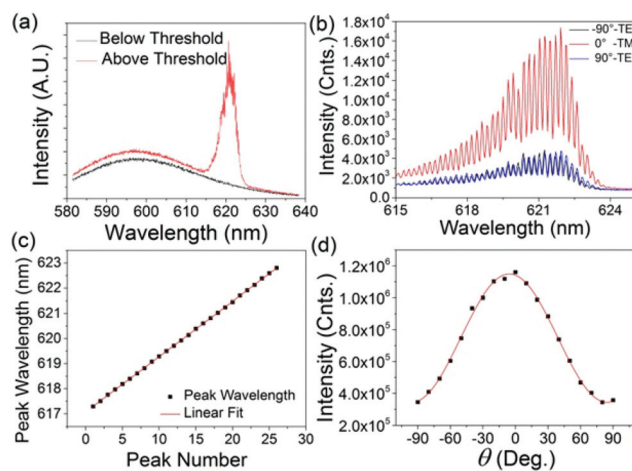 (a)
Below Threshold
Above Threshold
Intensity (A.U.)
580 590 600 610 620 630 640
Wavelength (nm)
(b)
-90°-TE
0° -TM
90°-TE
Intensity (Cnts.)
1.8x10⁴
1.6x10⁴
1.4x10⁴
1.2x10⁴
1.0x10⁴
8.0x10³
6.0x10³
4.0x10³
2.0x10³
0.0
615 618 621 624
Wavelength (nm)
(c)
Peak Wavelength (nm)
623
622
621
620
619
618
617
Peak Wavelength
Linear Fit
0 5 10 15 20 25 30
Peak Number
(d)
Intensity (Cnts.)
1.2x10⁶
1.0x10⁶
8.0x10⁵
6.0x10⁵
4.0x10⁵
2.0x10⁵
-90 -60 -30 0 30 60 90
θ (Deg.)